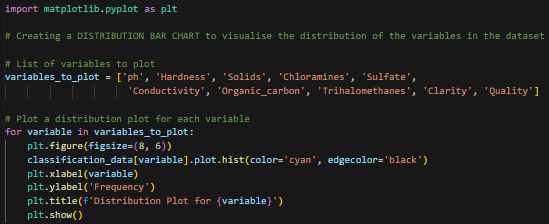 import matplotlib.pyplot as plt
# Creating a DISTRIBUTION BAR CHART to visualise the distribution of the variables in the dataset
# List of variables to plot
variables_to_plot = ['ph', 'Hardness', 'Solids', 'Chloramines', 'Sulfate',
'Conductivity', 'Organic_carbon', 'Trihalomethanes', 'Clarity', 'Quality']
# Plot a distribution plot for each variable
for variable in variables_to_plot:
    plt.figure(figsize=(8, 6))
    classification_data[variable].plot.hist(color='cyan', edgecolor='black')
    plt.xlabel(variable)
    plt.ylabel('Frequency')
    plt.title(f'Distribution Plot for {variable}')
    plt.show()